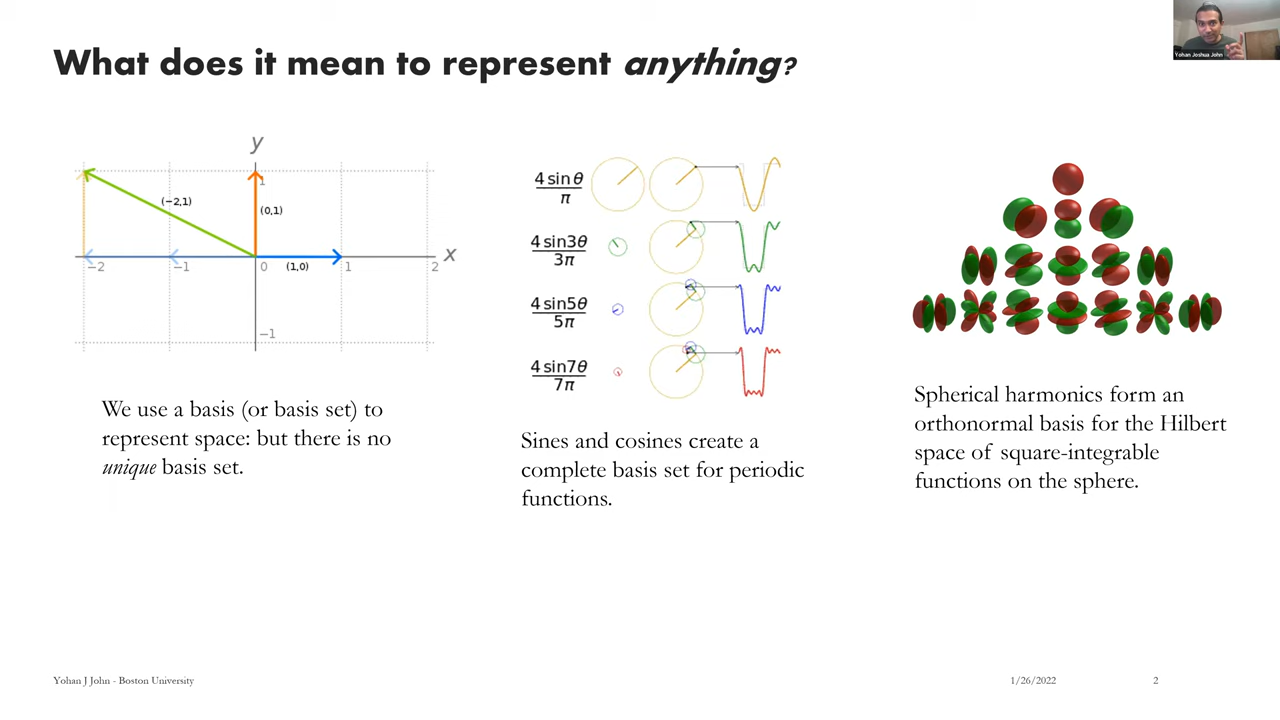 What does it mean to represent anything?
Yohan Joshua John
y
1
(-2,1)
(0,1)
x
-2
-1
0
(1,0)
1
2
-1
We use a basis (or basis set) to
represent space: but there is no
unique basis set.
4 sin θ
π
4 sin3θ
3π
4 sin5θ
5π
4 sin7θ
7π
Sines and cosines create a
complete basis set for periodic
functions.
Spherical harmonics form an
orthonormal basis for the Hilbert
space of square-integrable
functions on the sphere.
Yohan J John - Boston University
1/26/2022
2